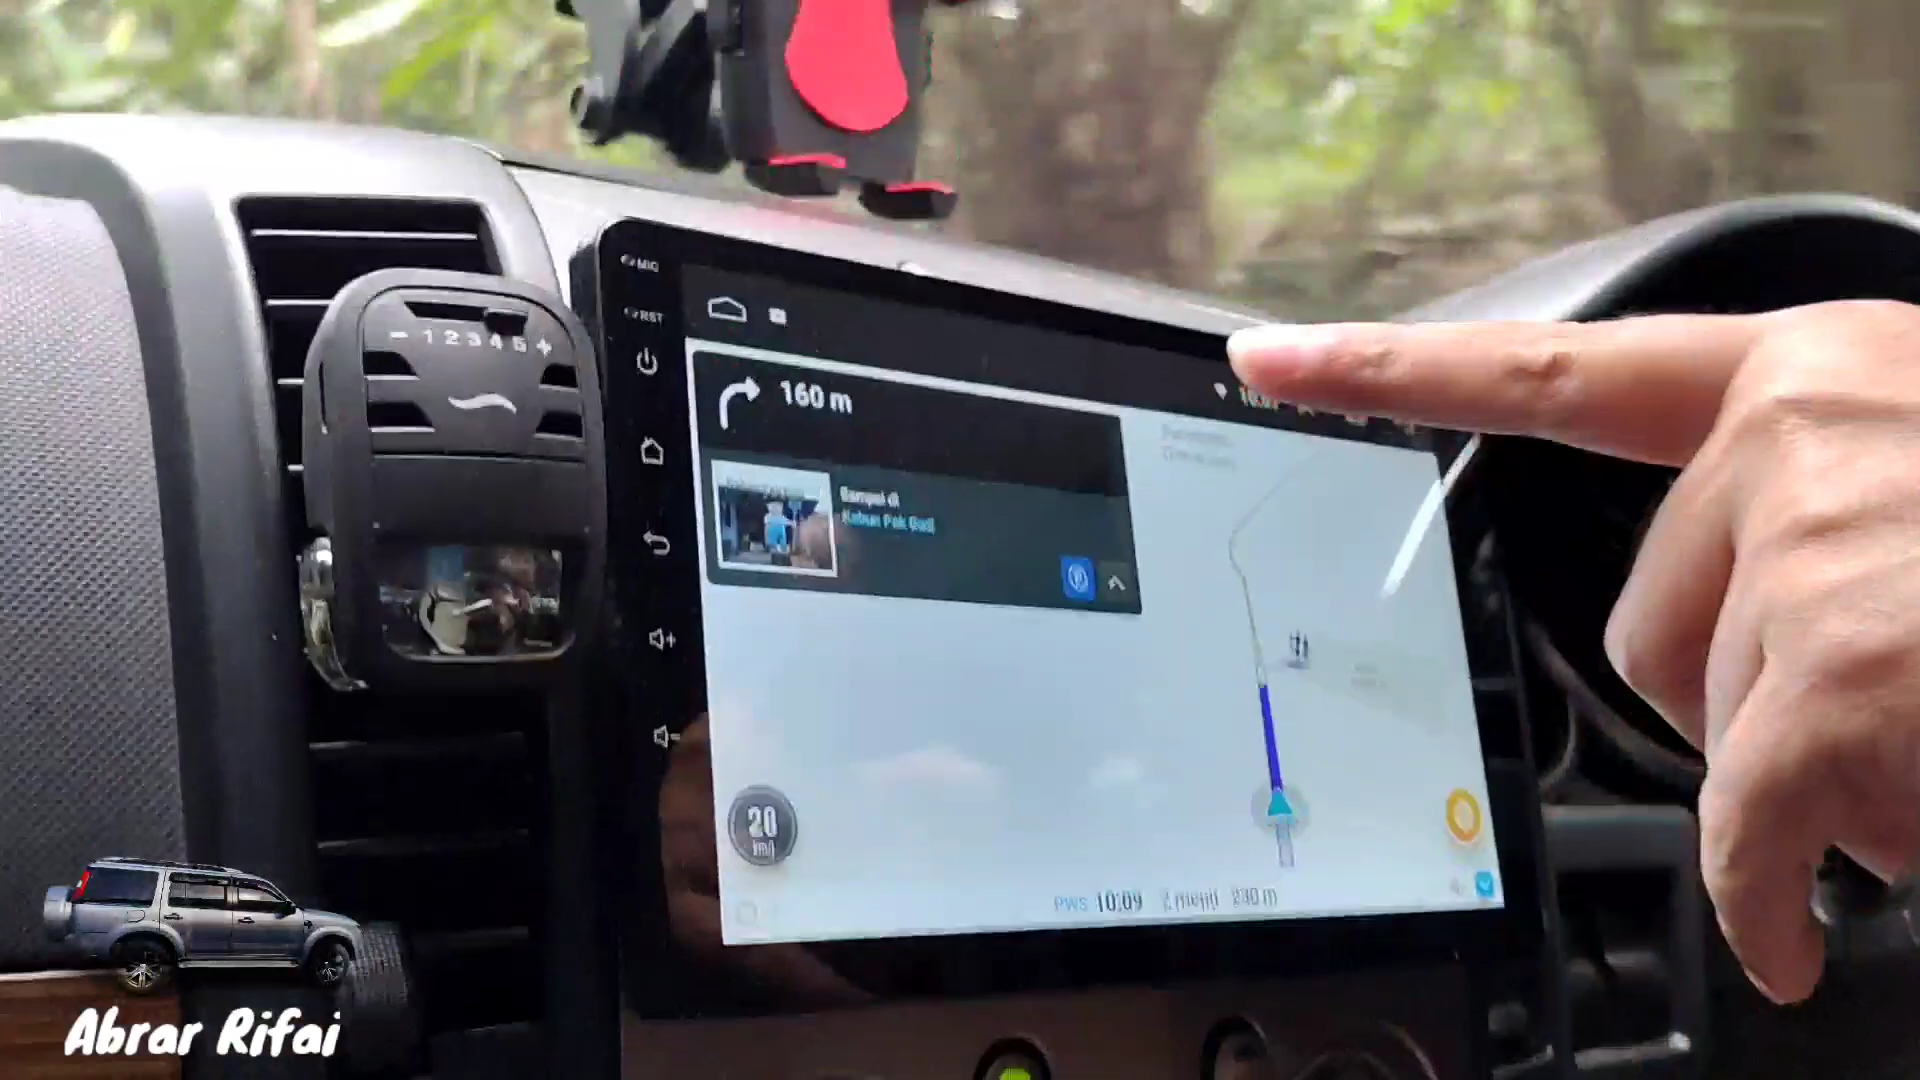 MIC
RST
- 1 2 3 4 5 +
160 m
Sampai di
Kebun Pak Budi
20
km/j
PWS 10:09 2 menit 230 m
Abrar Rifai